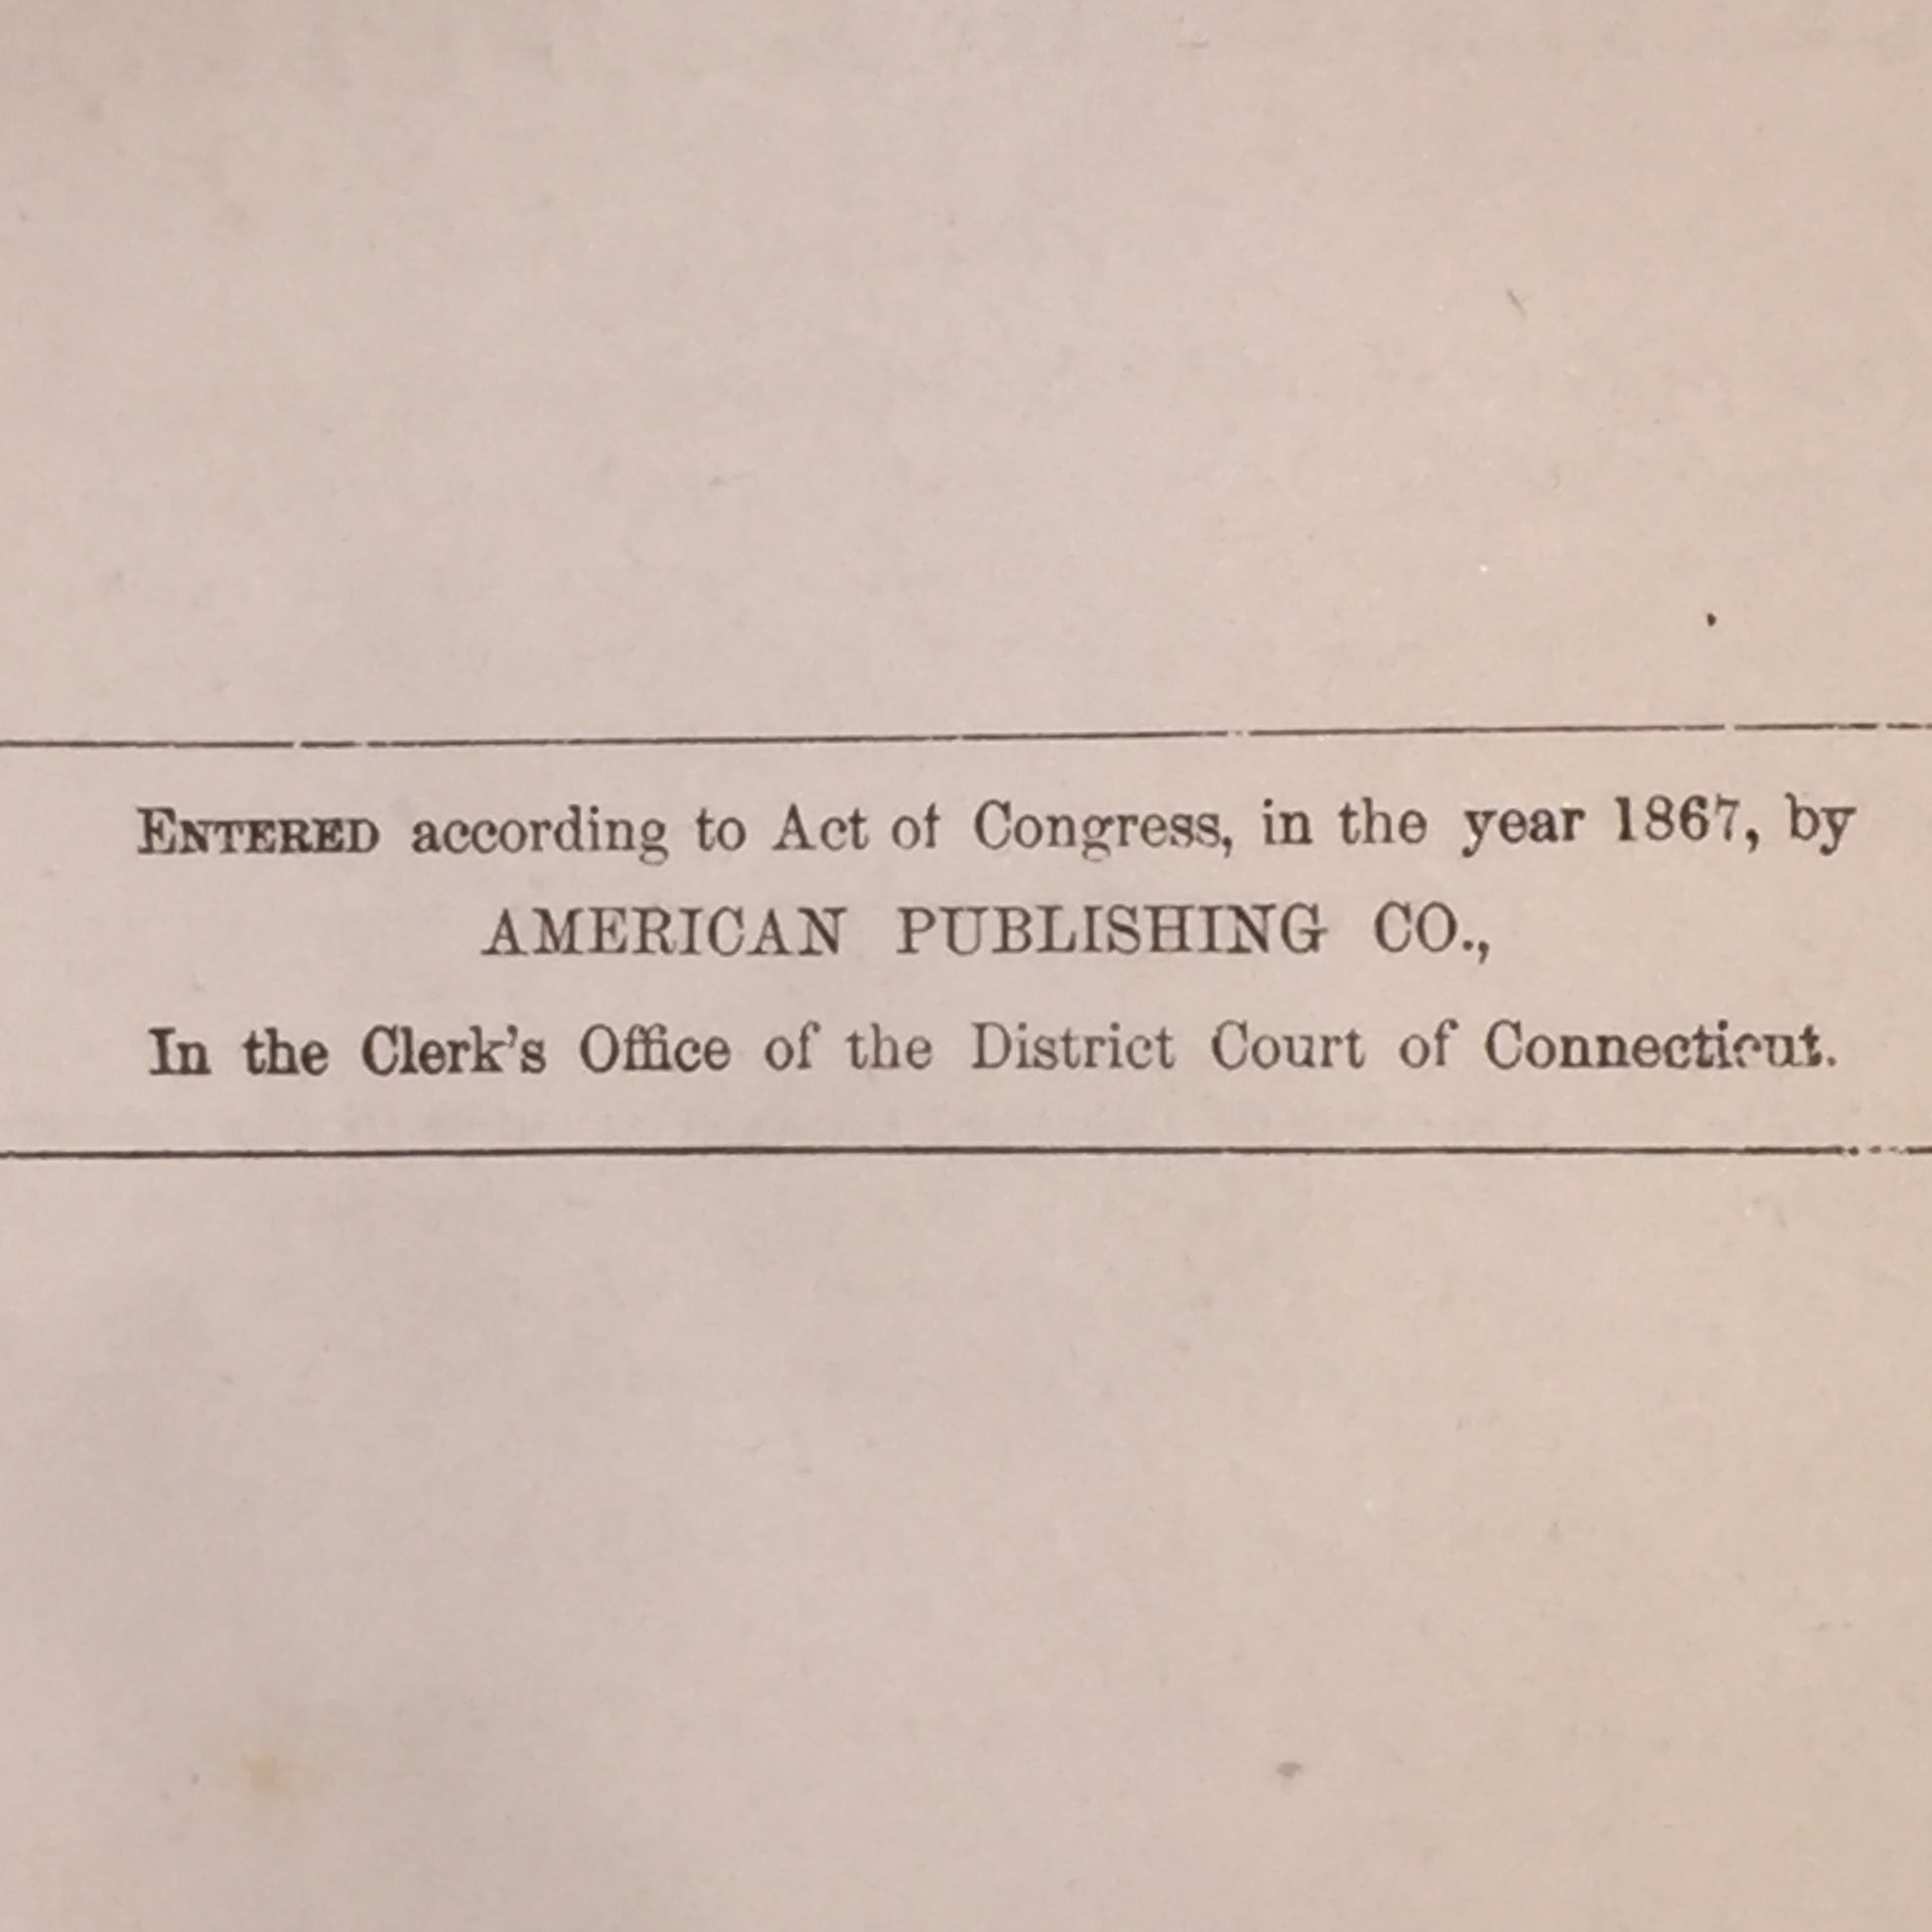 ENTERED according to Act of Congress, in the year 1867, by
AMERICAN PUBLISHING CO.,
In the Clerk's Office of the District Court of Connecticut.